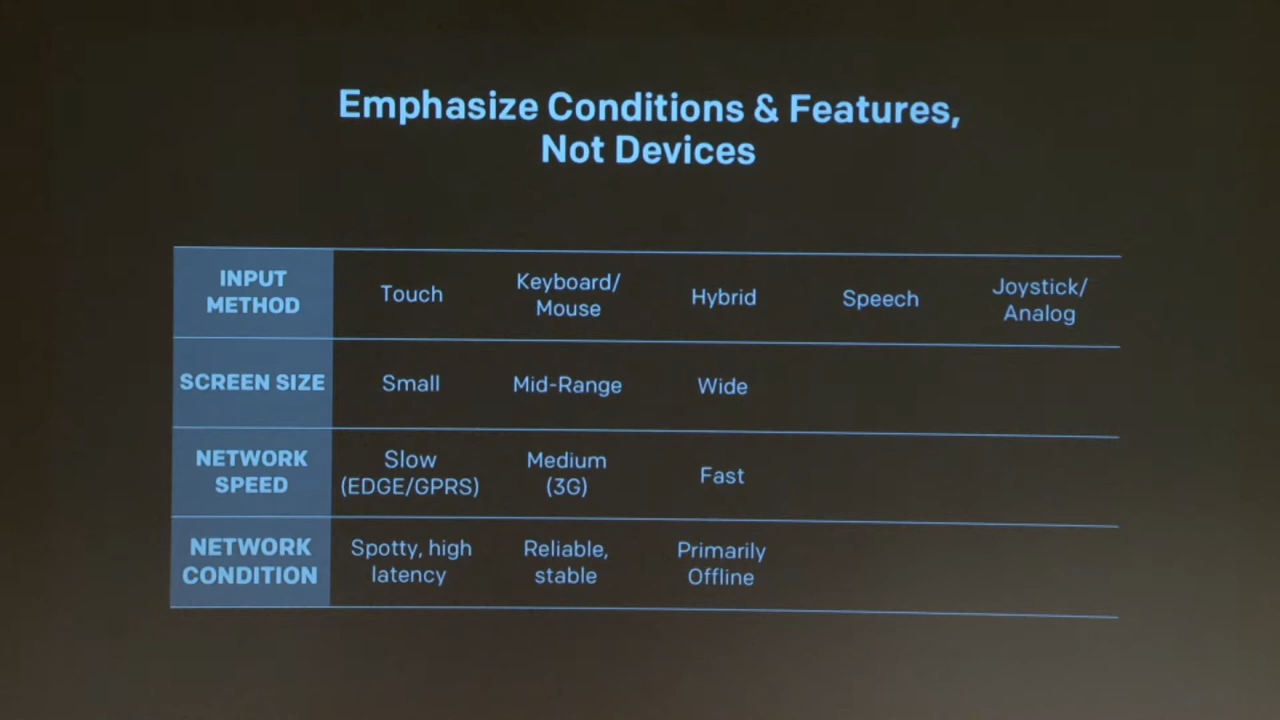 Emphasize Conditions & Features,
Not Devices
INPUT
METHOD
Touch
Keyboard/
Mouse
Hybrid
Speech
Joystick/
Analog
SCREEN SIZE
Small
Mid-Range
Wide
NETWORK
SPEED
Slow
(EDGE/GPRS)
Medium
(3G)
Fast
NETWORK
CONDITION
Spotty, high
latency
Reliable,
stable
Primarily
Offline